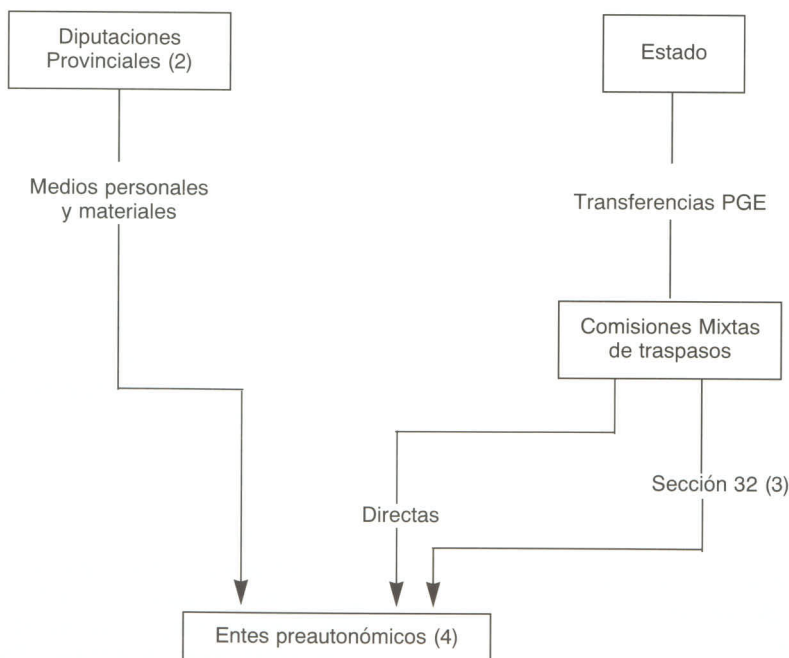 Diputaciones
Provinciales (2)
Estado
Medios personales
y materiales
Transferencias PGE
Comisiones Mixtas
de traspasos
Sección 32 (3)
Directas
Entes preautonómicos (4)